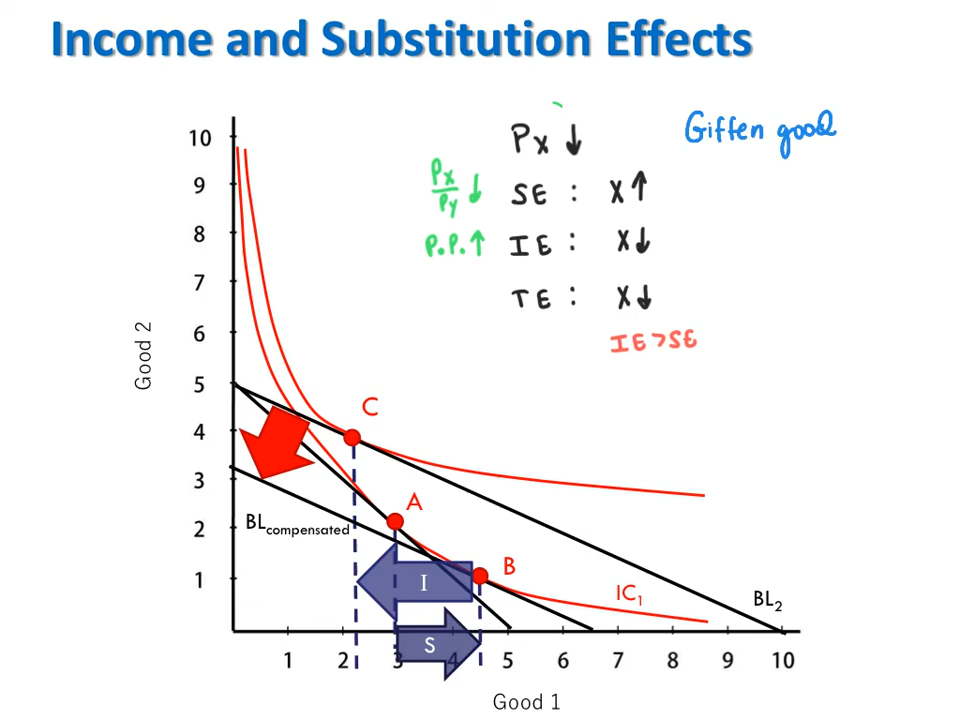 Income and Substitution Effects
Giffen good
Px ↓
Px/Py ↓ SE : X↑
P.P.↑ IE : X↓
TE : X↓
IE>SE
10
9
8
7
6
5
4
3
2
1
Good 2
C
A
B
BLcompensated
I
S
IC1
BL2
1 2 3 4 5 6 7 8 9 10
Good 1